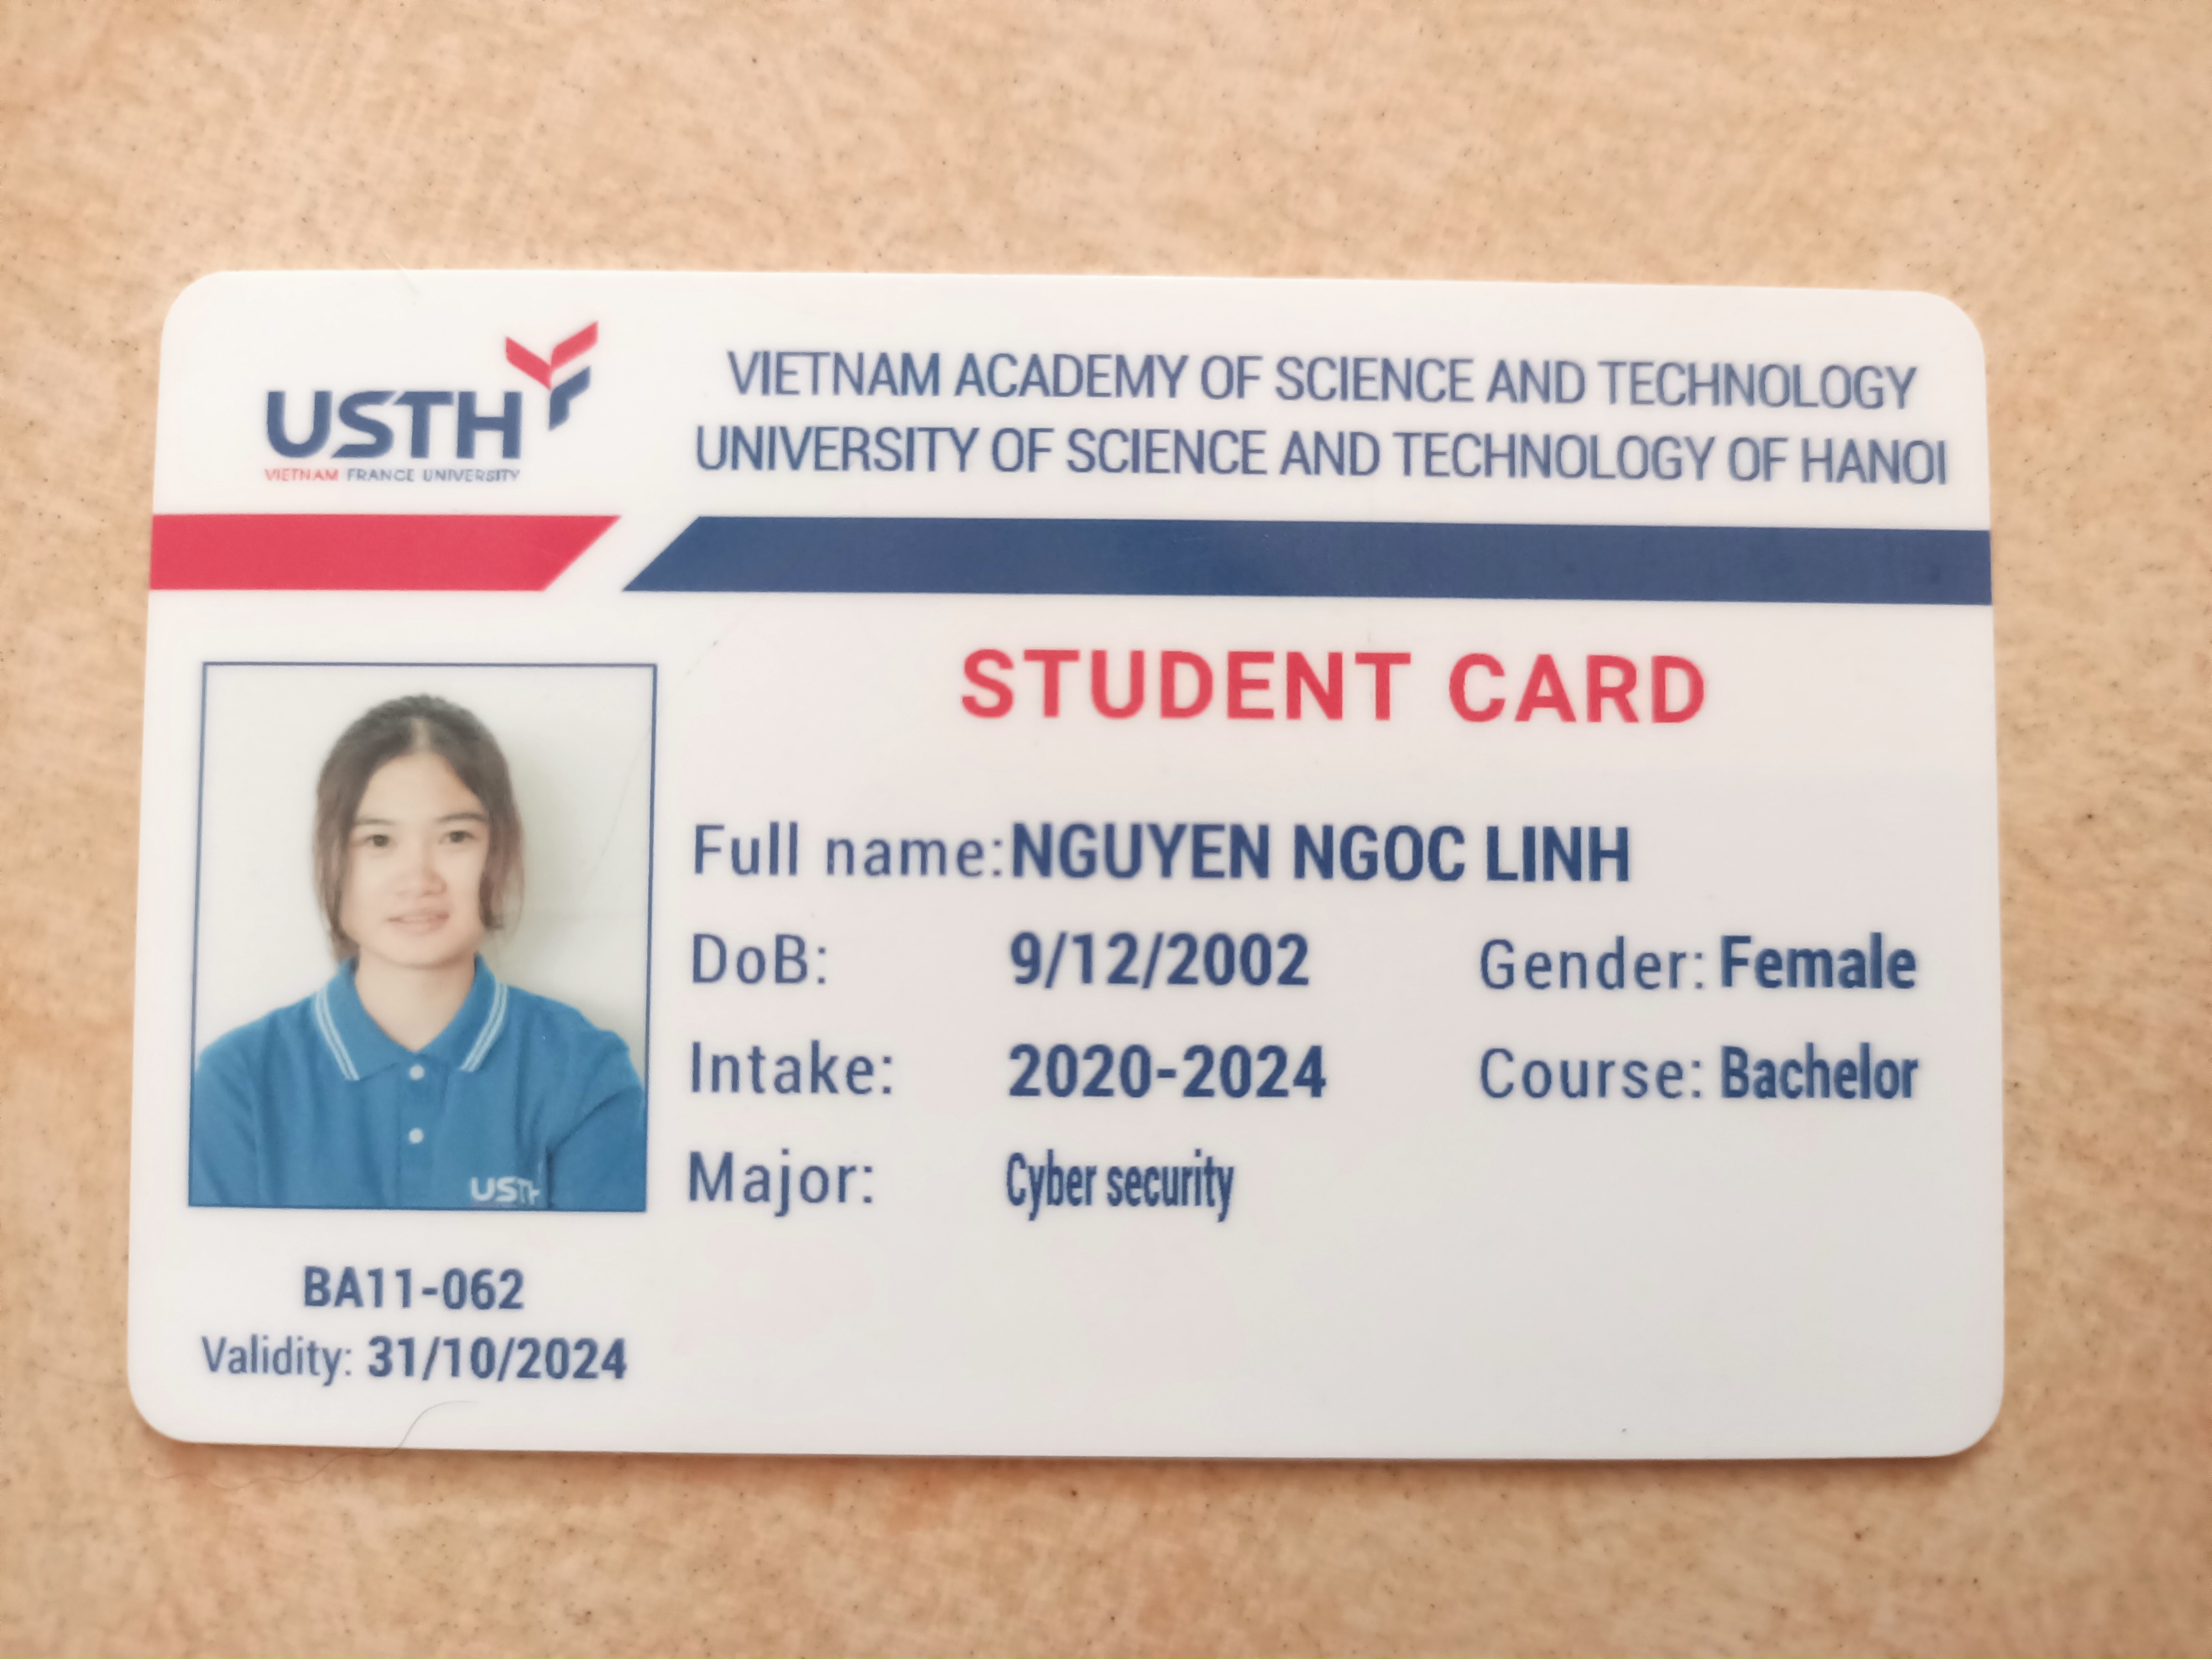 USTH
VIETNAM FRANCE UNIVERSITY
VIETNAM ACADEMY OF SCIENCE AND TECHNOLOGY
UNIVERSITY OF SCIENCE AND TECHNOLOGY OF HANOI
STUDENT CARD
Full name: NGUYEN NGOC LINH
DoB: 9/12/2002 Gender: Female
Intake: 2020-2024 Course: Bachelor
Major: Cyber security
USTH
BA11-062
Validity: 31/10/2024